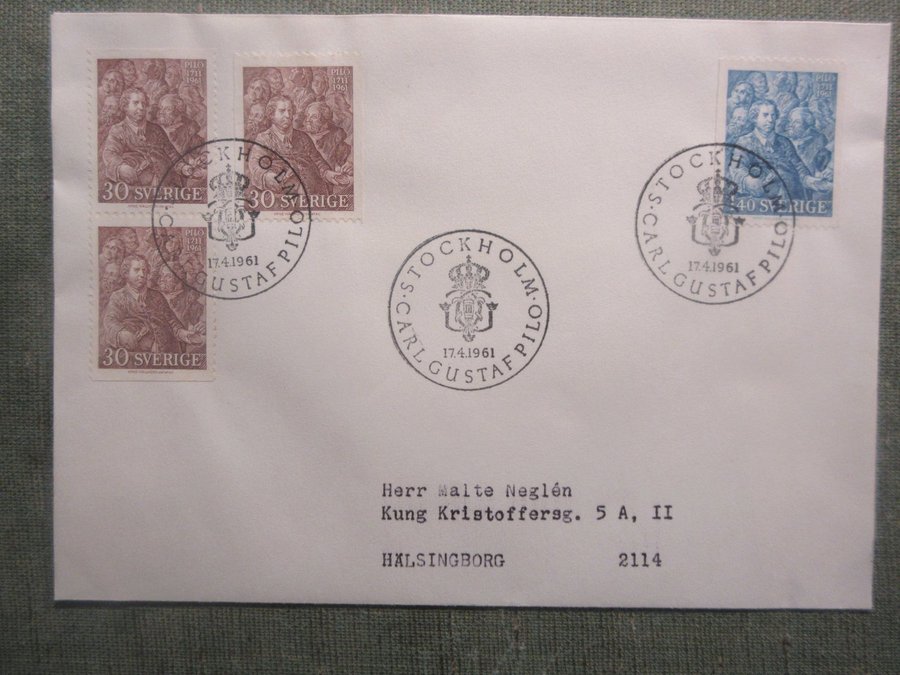 PILO
1711
1961
30 SVERIGE
PILO
1711
1961
30 SVERIGE
PILO
1711
1961
40 SVERIGE
PILO
1711
1961
30 SVERIGE
STOCKHOLM
17.4.1961
CARL GUSTAF PILO
STOCKHOLM
17.4.1961
CARL GUSTAF PILO
STOCKHOLM
17.4.1961
CARL GUSTAF PILO
Herr Malte Neglén
Kung Kristoffersg. 5 A, II
HÄLSINGBORG 2114